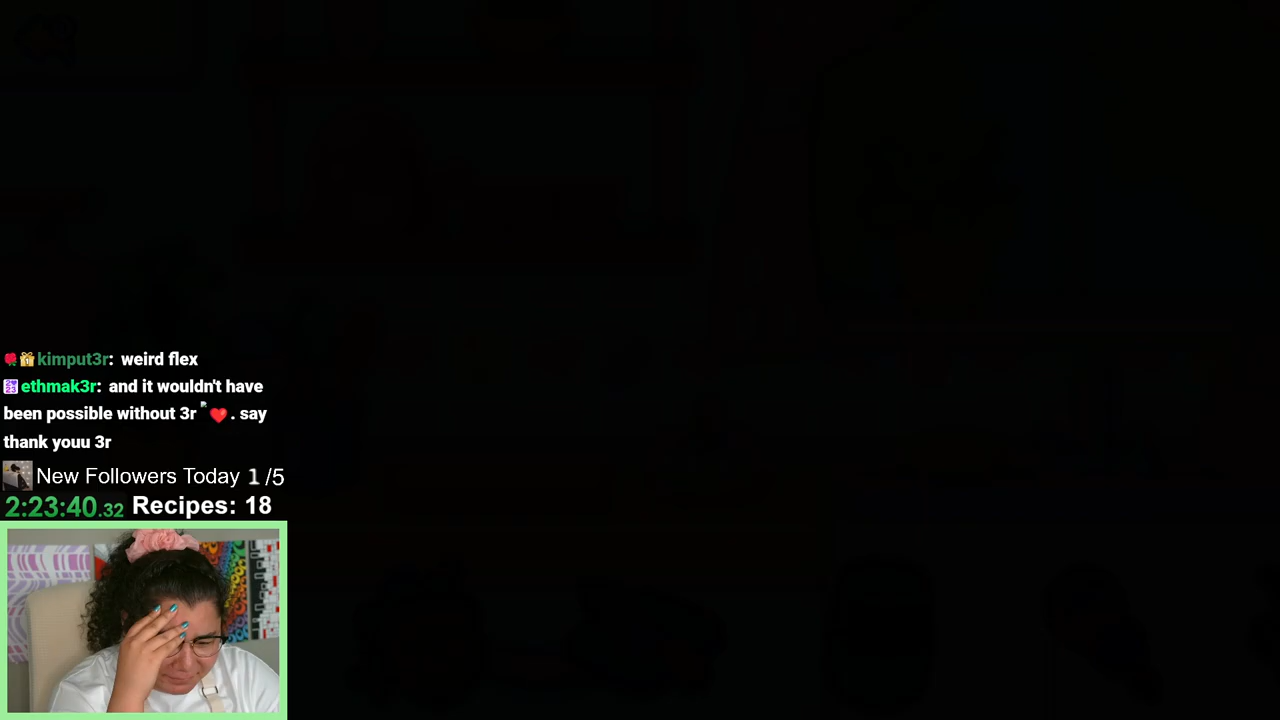 kimput3r: weird flex
ethmak3r: and it wouldn't have
been possible without 3r ❤️. say
thank youu 3r
New Followers Today 1/5
2:23:40.32 Recipes: 18